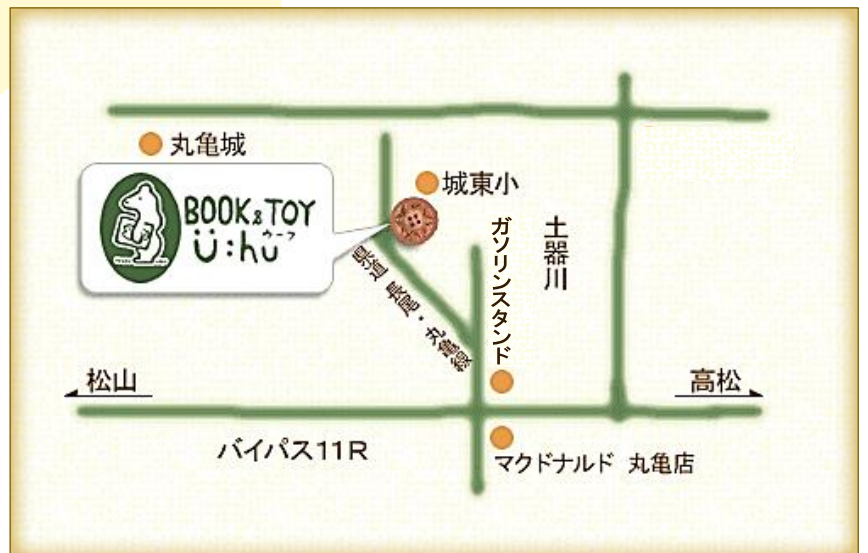 丸亀城
城東小
BOOK&TOY
Ü:hü
ウーフ
県道 長尾・丸亀線
ガソリンスタンド
土器川
松山
高松
バイパス11R
マクドナルド 丸亀店